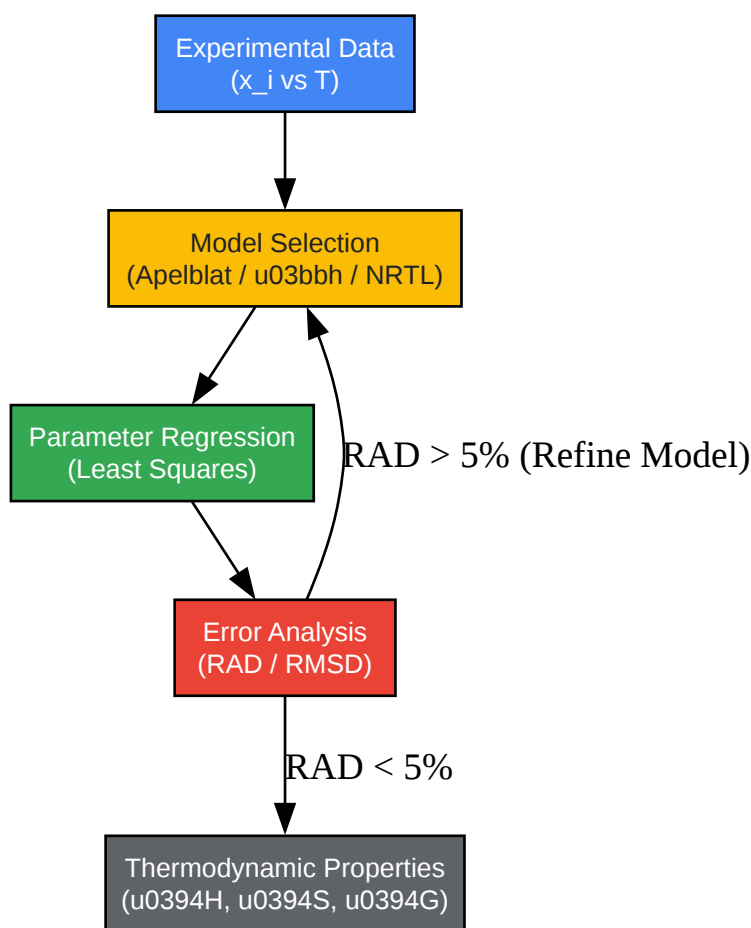 Experimental Data
(x_i vs T)
Model Selection
(Apelblat / u03bbh / NRTL)
Parameter Regression
(Least Squares)
RAD > 5% (Refine Model)
Error Analysis
(RAD / RMSD)
RAD < 5%
Thermodynamic Properties
(u0394H, u0394S, u0394G)